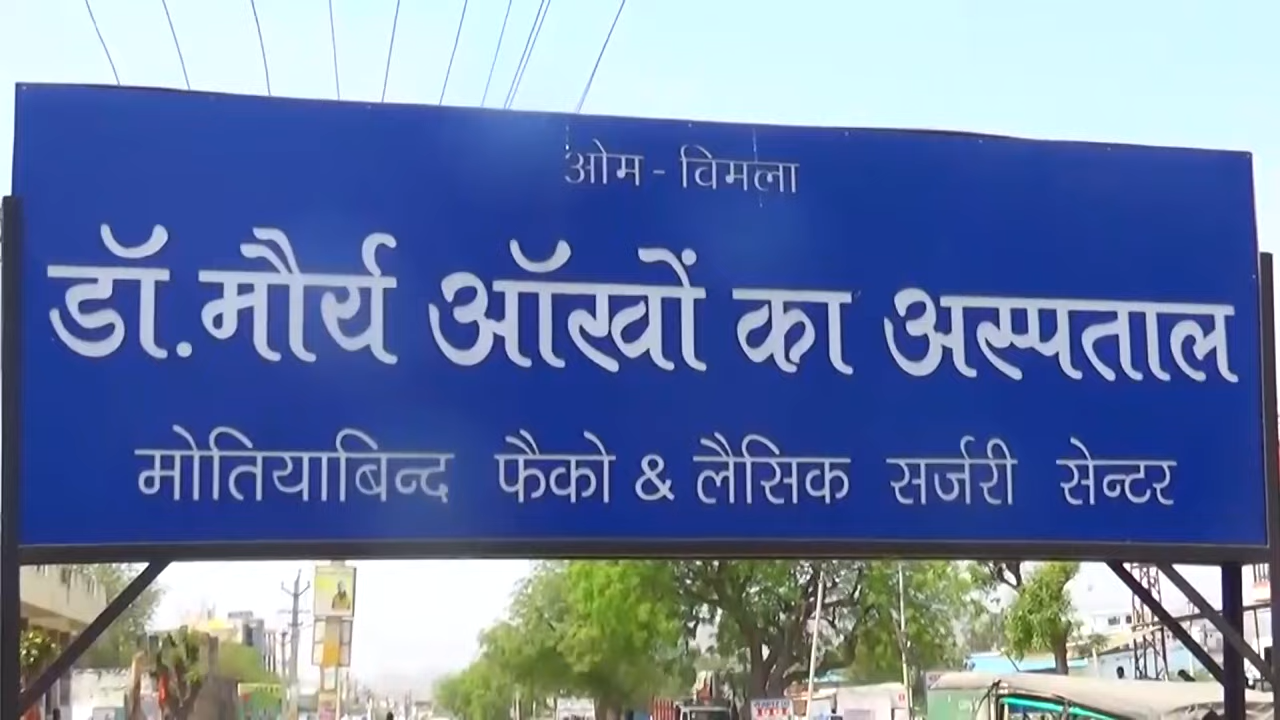 ओम - विमला
डॉ. मौर्य ऑखों का अस्पताल
मोतियाबिन्द फैको & लैसिक सर्जरी सेन्टर